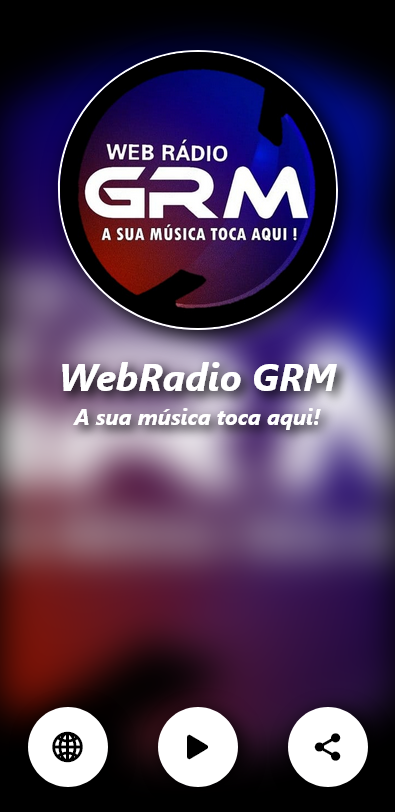 WEB RÁDIO
GRM
A SUA MÚSICA TOCA AQUI !
WebRadio GRM
A sua música toca aqui!